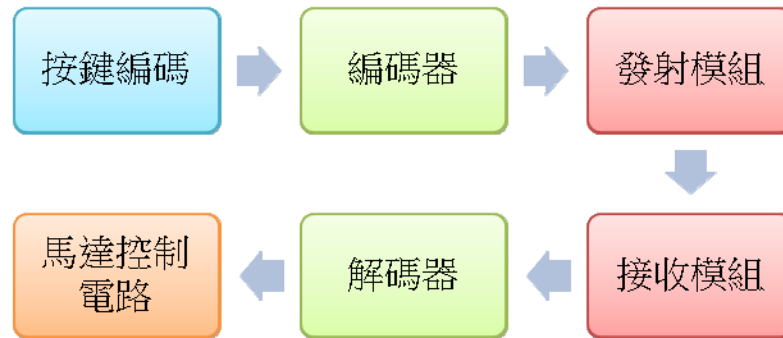 按鍵編碼
編碼器
發射模組
接收模組
解碼器
馬達控制
電路